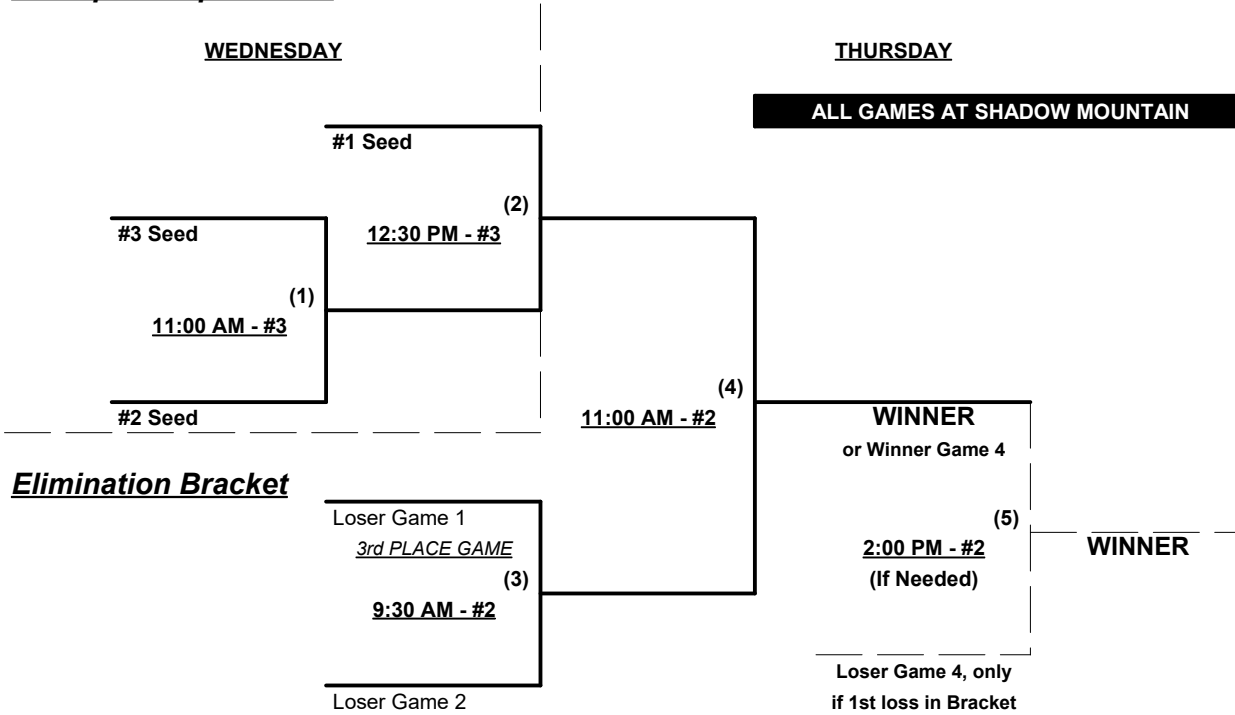 WEDNESDAY
THURSDAY
ALL GAMES AT SHADOW MOUNTAIN
#1 Seed
(2)
#3 Seed
12:30 PM - #3
(1)
11:00 AM - #3
(4)
#2 Seed
11:00 AM - #2
WINNER
or Winner Game 4
Elimination Bracket
Loser Game 1
3rd PLACE GAME
(3)
9:30 AM - #2
(5)
2:00 PM - #2
(If Needed)
WINNER
Loser Game 4, only
if 1st loss in Bracket
Loser Game 2